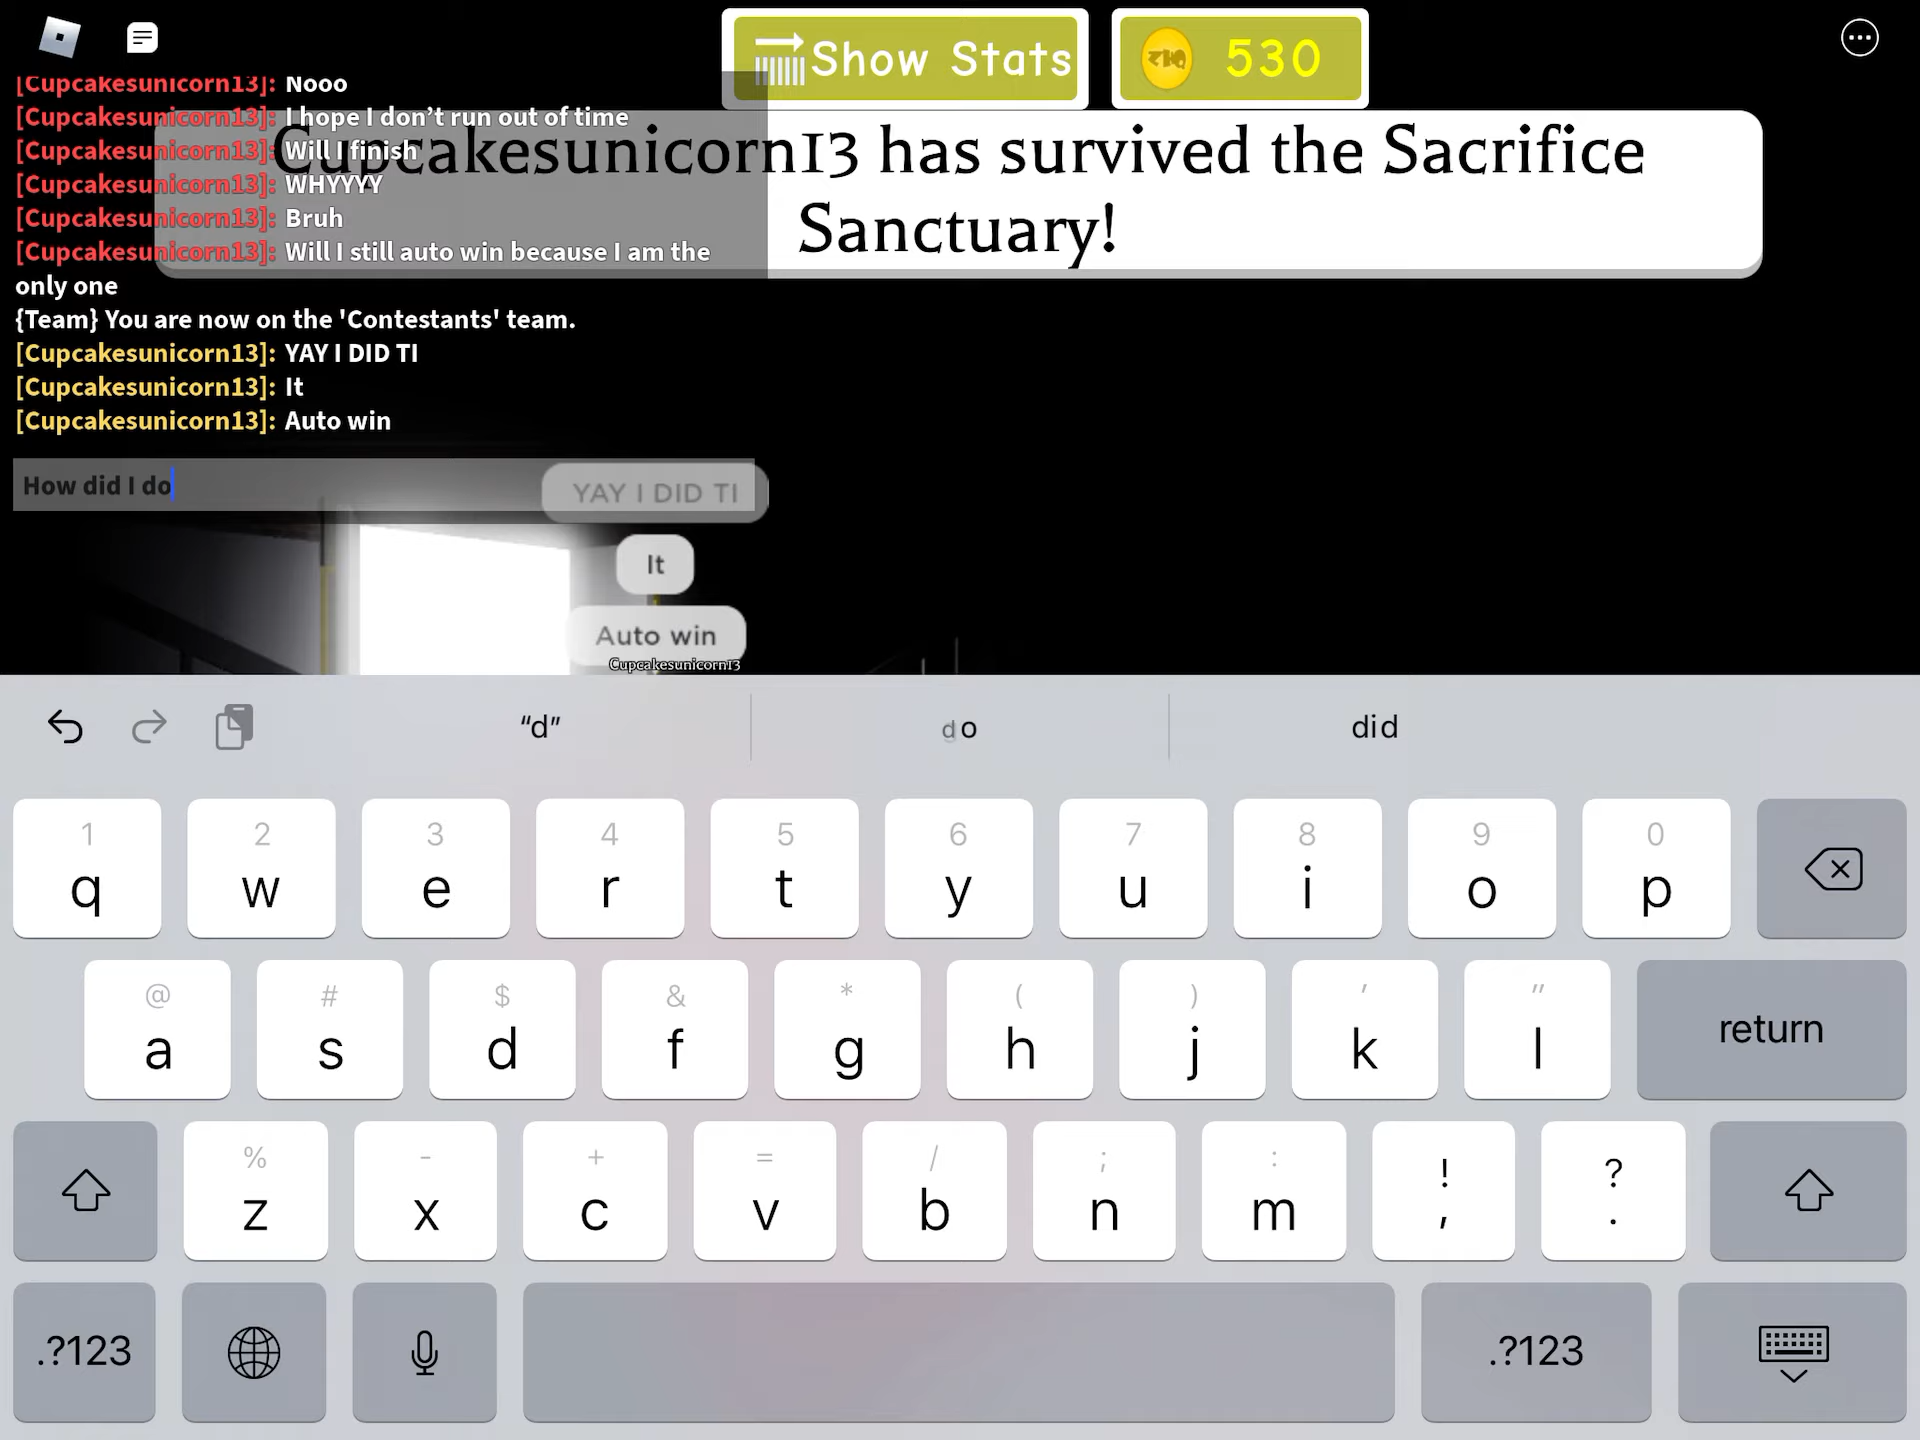 Show Stats
530
[Cupcakesunicorn13]: Nooo
[Cupcakesunicorn13]: I hope I don’t run out of time
[Cupcakesunicorn13]: Will I finish
[Cupcakesunicorn13]: WHYYYY
[Cupcakesunicorn13]: Bruh
[Cupcakesunicorn13]: Will I still auto win because I am the
only one
{Team} You are now on the 'Contestants' team.
[Cupcakesunicorn13]: YAY I DID TI
[Cupcakesunicorn13]: It
[Cupcakesunicorn13]: Auto win
Cupcakesunicorn13 has survived the Sacrifice
Sanctuary!
How did I do
YAY I DID TI
It
Auto win
Cupcakesunicorn13
“d” do did
1 2 3 4 5 6 7 8 9 0
q w e r t y u i o p
@ # $ & * ( ) ' "
a s d f g h j k l return
% - + = / ; : ! ?
z x c v b n m , .
.?123 .?123